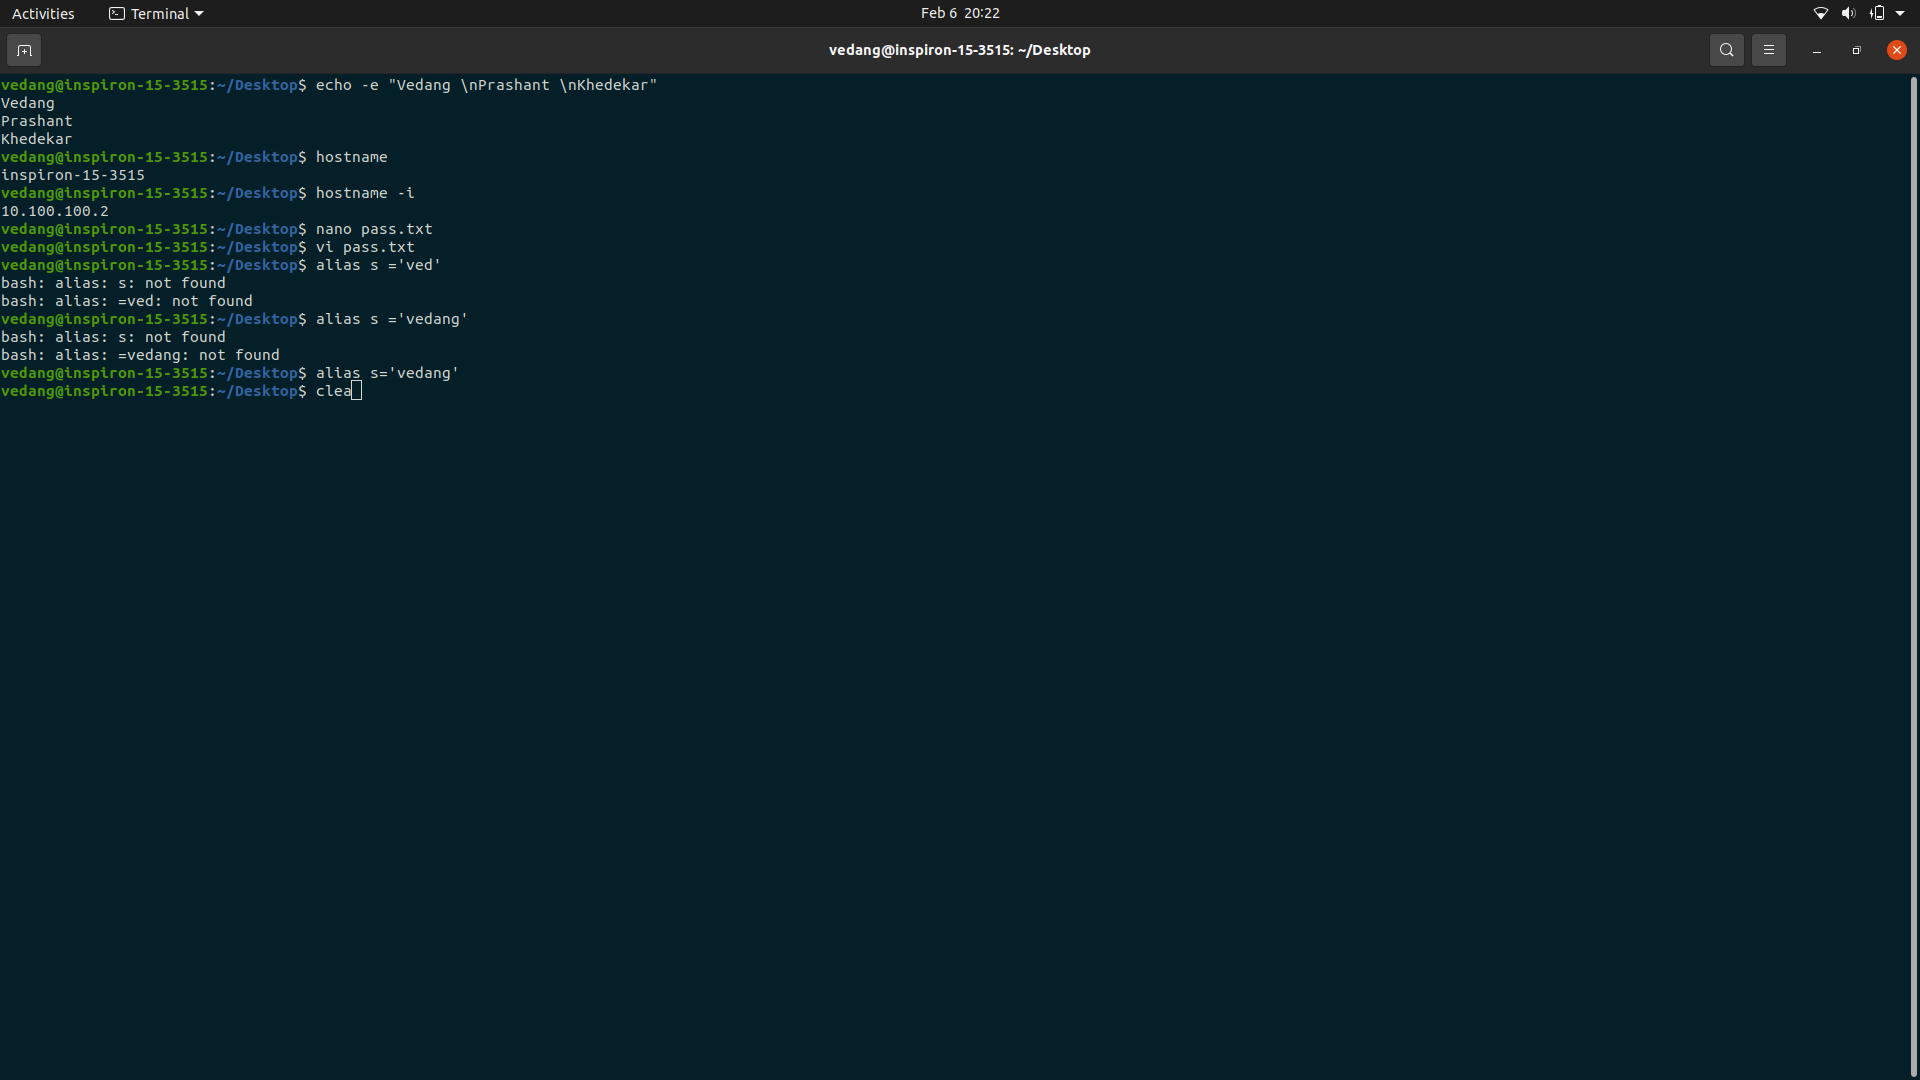 Activities Terminal Feb 6 20:22
vedang@inspiron-15-3515: ~/Desktop
vedang@inspiron-15-3515:~/Desktop$ echo -e "Vedang \nPrashant \nKhedekar"
Vedang
Prashant
Khedekar
vedang@inspiron-15-3515:~/Desktop$ hostname
inspiron-15-3515
vedang@inspiron-15-3515:~/Desktop$ hostname -i
10.100.100.2
vedang@inspiron-15-3515:~/Desktop$ nano pass.txt
vedang@inspiron-15-3515:~/Desktop$ vi pass.txt
vedang@inspiron-15-3515:~/Desktop$ alias s ='ved'
bash: alias: s: not found
bash: alias: =ved: not found
vedang@inspiron-15-3515:~/Desktop$ alias s ='vedang'
bash: alias: s: not found
bash: alias: =vedang: not found
vedang@inspiron-15-3515:~/Desktop$ alias s='vedang'
vedang@inspiron-15-3515:~/Desktop$ clea